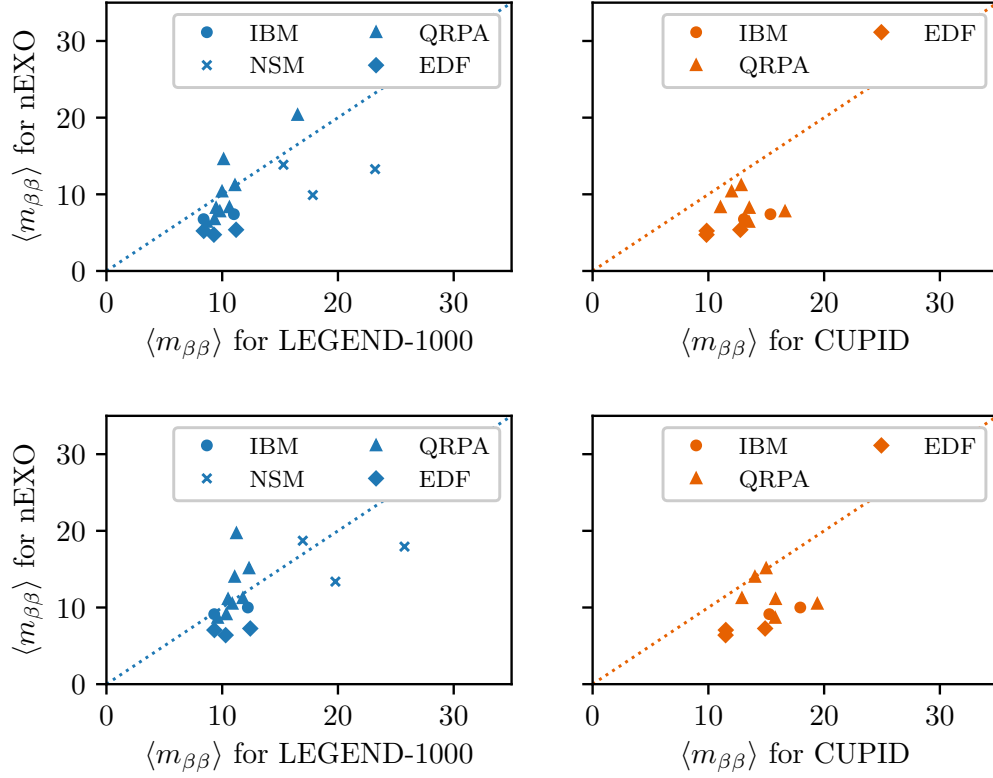 ⟨m_ββ⟩ for nEXO
30
20
10
0
IBM
NSM
QRPA
EDF
0 10 20 30
⟨m_ββ⟩ for LEGEND-1000
IBM
QRPA
EDF
0 10 20 30
⟨m_ββ⟩ for CUPID
⟨m_ββ⟩ for nEXO
30
20
10
0
IBM
NSM
QRPA
EDF
0 10 20 30
⟨m_ββ⟩ for LEGEND-1000
IBM
QRPA
EDF
0 10 20 30
⟨m_ββ⟩ for CUPID